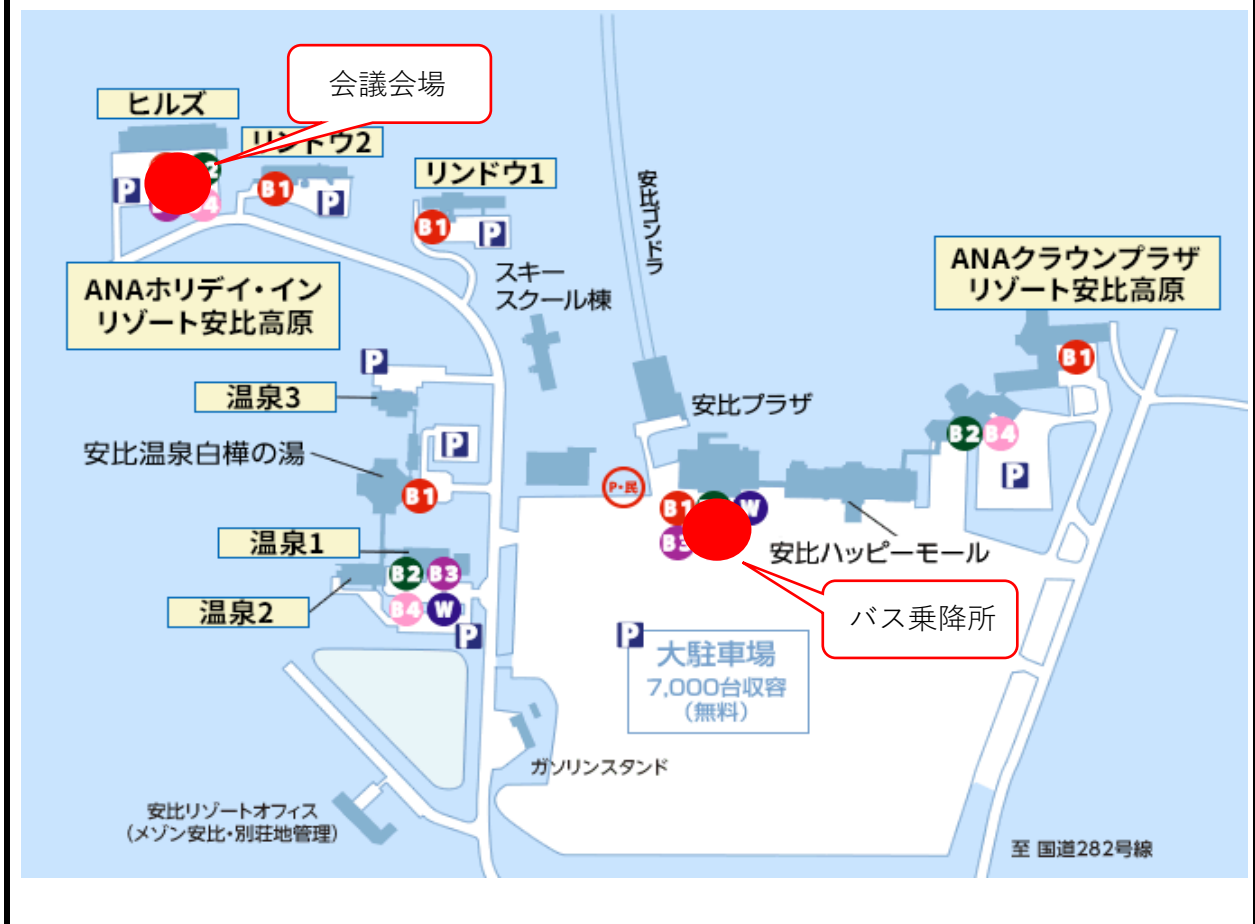 会議会場
ヒルズ
P
B4
リンドウ2
B1
P
リンドウ1
B1
P
ANAホリデイ・イン
リゾート安比高原
スキー
スクール棟
安比ゴンドラ
ANAクラウンプラザ
リゾート安比高原
B1
P
温泉3
安比温泉白樺の湯
P
B1
安比プラザ
B2
B4
P
P・民
B1
W
B3
安比ハッピーモール
温泉1
B2
B3
温泉2
B4
W
P
バス乗降所
P
大駐車場
7,000台収容
(無料)
ガソリンスタンド
安比リゾートオフィス
(メゾン安比・別荘地管理)
至 国道282号線